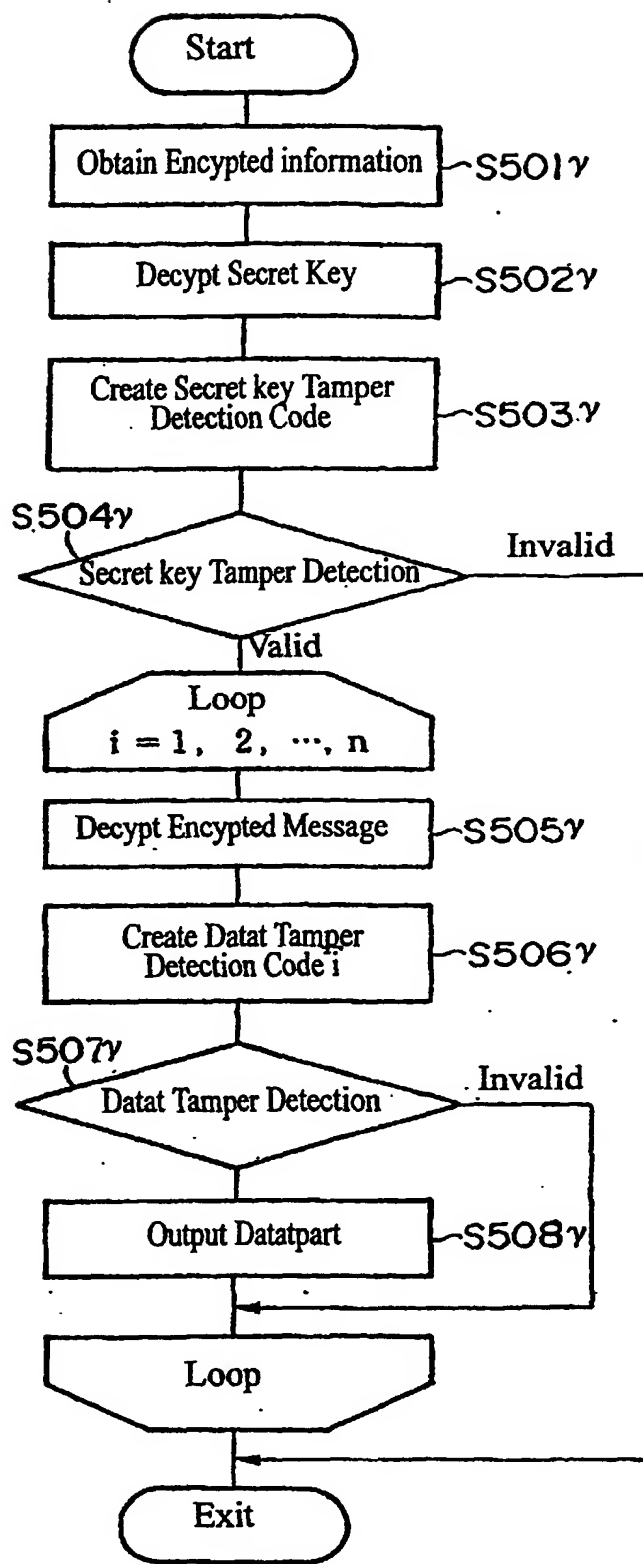 Start
Obtain Encypted information
S501γ
Decypt Secret Key
S502γ
Create Secret key Tamper
Detection Code
S503γ
S504γ
Secret key Tamper Detection
Invalid
Valid
Loop
i = 1, 2, ···, n
Decypt Encypted Message
S505γ
Create Datat Tamper
Detection Code i
S506γ
S507γ
Datat Tamper Detection
Invalid
Output Datatpart
S508γ
Loop
Exit